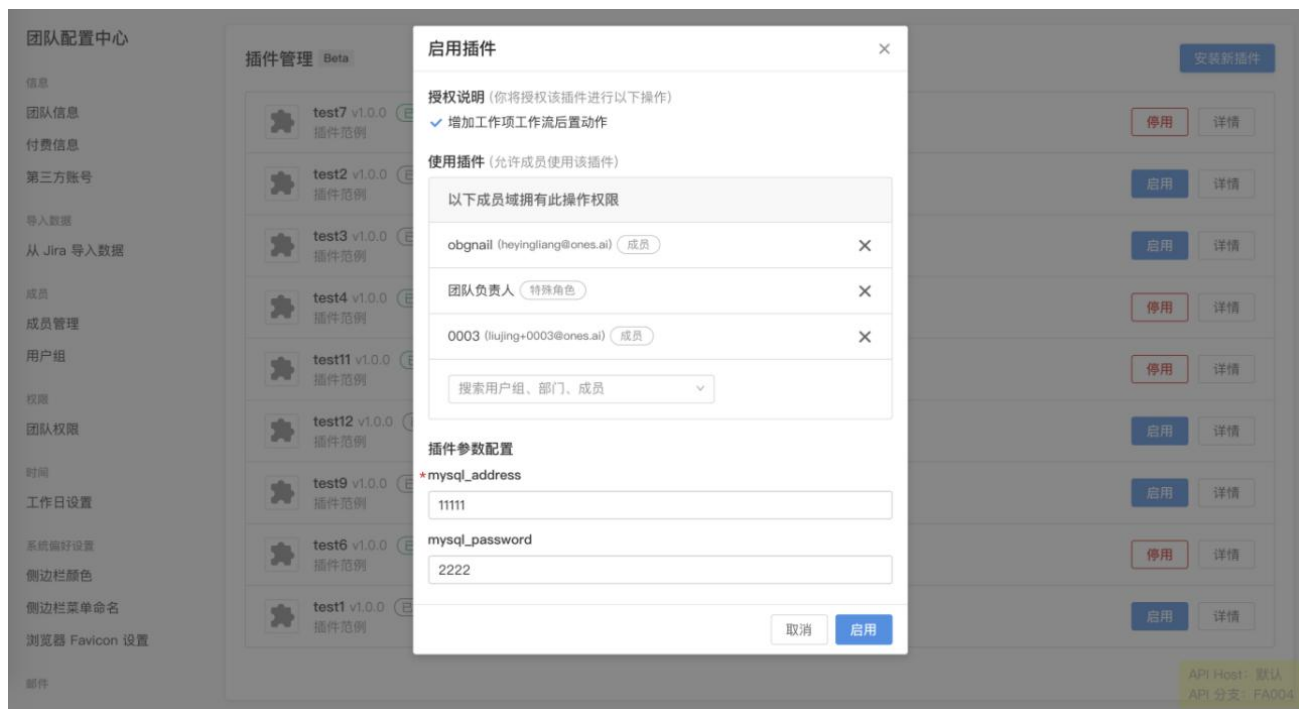 团队配置中心
信息
团队信息
付费信息
第三方账号
导入数据
从 Jira 导入数据
成员
成员管理
用户组
权限
团队权限
时间
工作日设置
系统偏好设置
侧边栏颜色
侧边栏菜单命名
浏览器 Favicon 设置
邮件
插件管理 Beta
安装新插件
test7 v1.0.0
插件范例
停用 详情
test2 v1.0.0
插件范例
启用 详情
test3 v1.0.0
插件范例
启用 详情
test4 v1.0.0
插件范例
停用 详情
test11 v1.0.0
插件范例
停用 详情
test12 v1.0.0
插件范例
启用 详情
test9 v1.0.0
插件范例
启用 详情
test6 v1.0.0
插件范例
停用 详情
test1 v1.0.0
插件范例
启用 详情
启用插件
授权说明 (你将授权该插件进行以下操作)
增加工作项工作流后置动作
使用插件 (允许成员使用该插件)
以下成员域拥有此操作权限
obgnail (heyingliang@ones.ai) 成员
团队负责人 特殊角色
0003 (liujing+0003@ones.ai) 成员
搜索用户组、部门、成员
插件参数配置
*mysql_address
11111
mysql_password
2222
取消 启用
API Host: 默认
API 分支: FA004